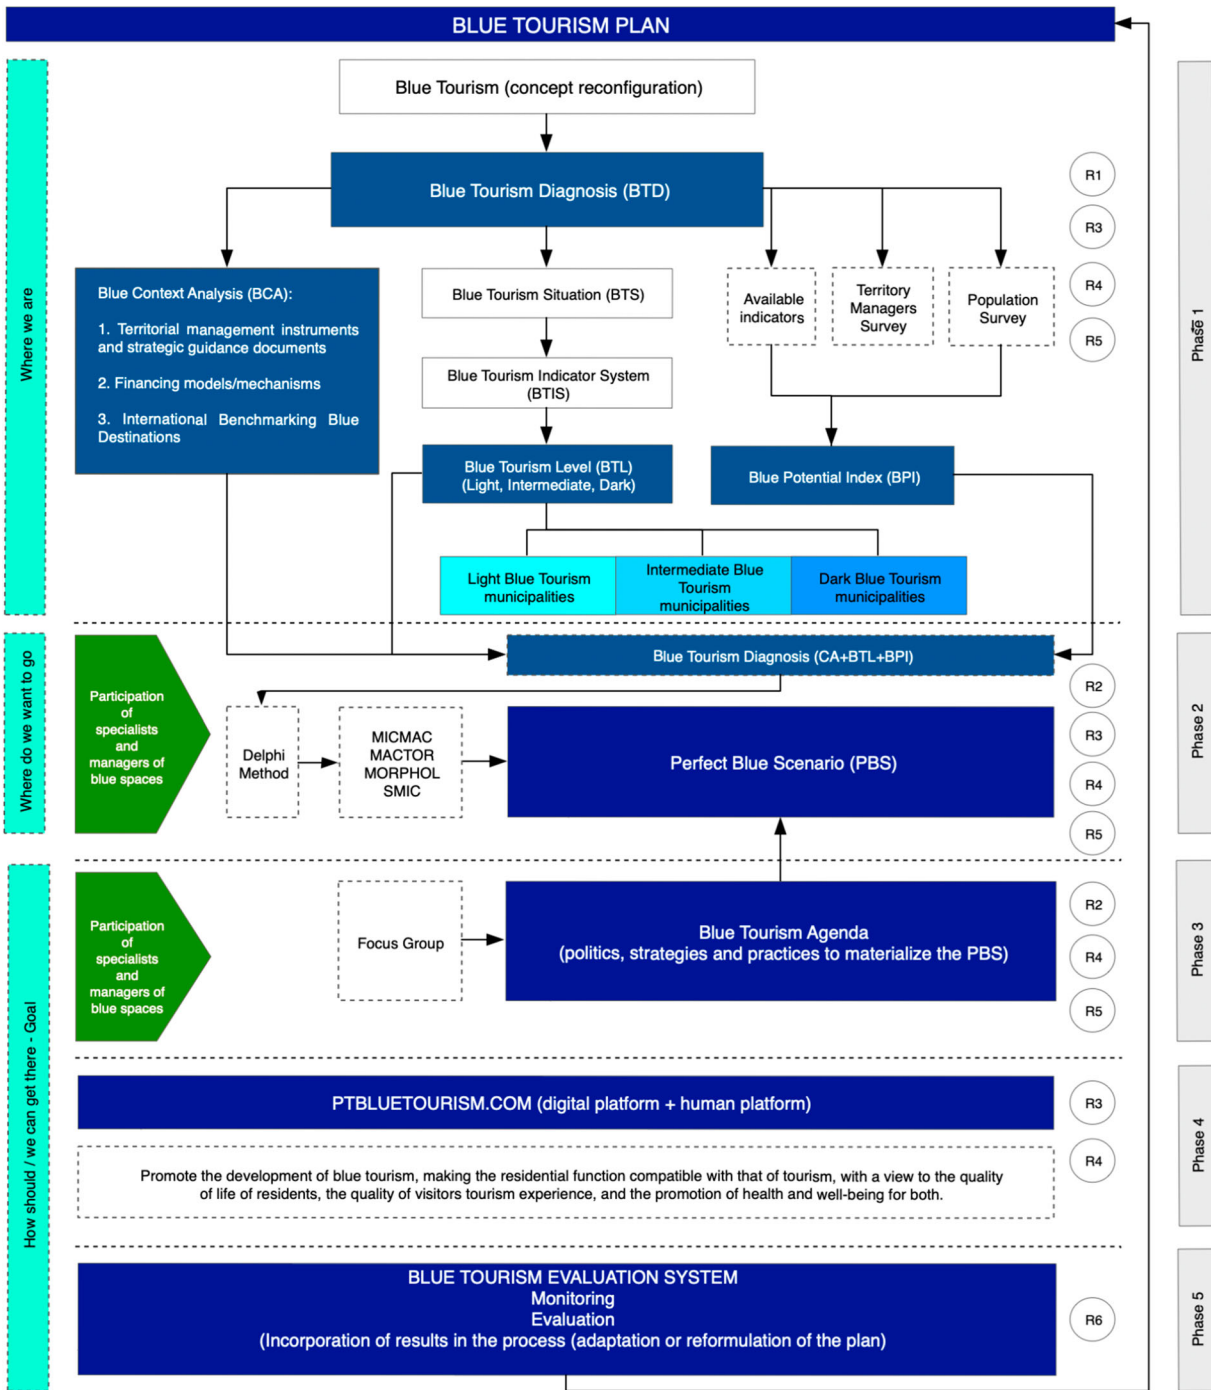 BLUE TOURISM PLAN
Where we are
Blue Tourism (concept reconfiguration)
Blue Tourism Diagnosis (BTD)
R1
R3
R4
R5
Phase 1
Blue Context Analysis (BCA):
1. Territorial management instruments
and strategic guidance documents
2. Financing models/mechanisms
3. International Benchmarking Blue
Destinations
Blue Tourism Situation (BTS)
Blue Tourism Indicator System
(BTIS)
Blue Tourism Level (BTL)
(Light, Intermediate, Dark)
Available
indicators
Territory
Managers
Survey
Population
Survey
Blue Potential Index (BPI)
Light Blue Tourism
municipalities
Intermediate Blue
Tourism
municipalities
Dark Blue Tourism
municipalities
Where do we want to go
Participation
of
specialists
and
managers of
blue spaces
Blue Tourism Diagnosis (CA+BTL+BPI)
Delphi
Method
MICMAC
MACTOR
MORPHOL
SMIC
Perfect Blue Scenario (PBS)
R2
R3
R4
R5
Phase 2
How should / we can get there - Goal
Participation
of
specialists
and
managers of
blue spaces
Focus Group
Blue Tourism Agenda
(politics, strategies and practices to materialize the PBS)
R2
R4
R5
Phase 3
PTBLUETOURISM.COM (digital platform + human platform)
Promote the development of blue tourism, making the residential function compatible with that of tourism, with a view to the quality
of life of residents, the quality of visitors tourism experience, and the promotion of health and well-being for both.
R3
R4
Phase 4
BLUE TOURISM EVALUATION SYSTEM
Monitoring
Evaluation
(Incorporation of results in the process (adaptation or reformulation of the plan)
R6
Phase 5